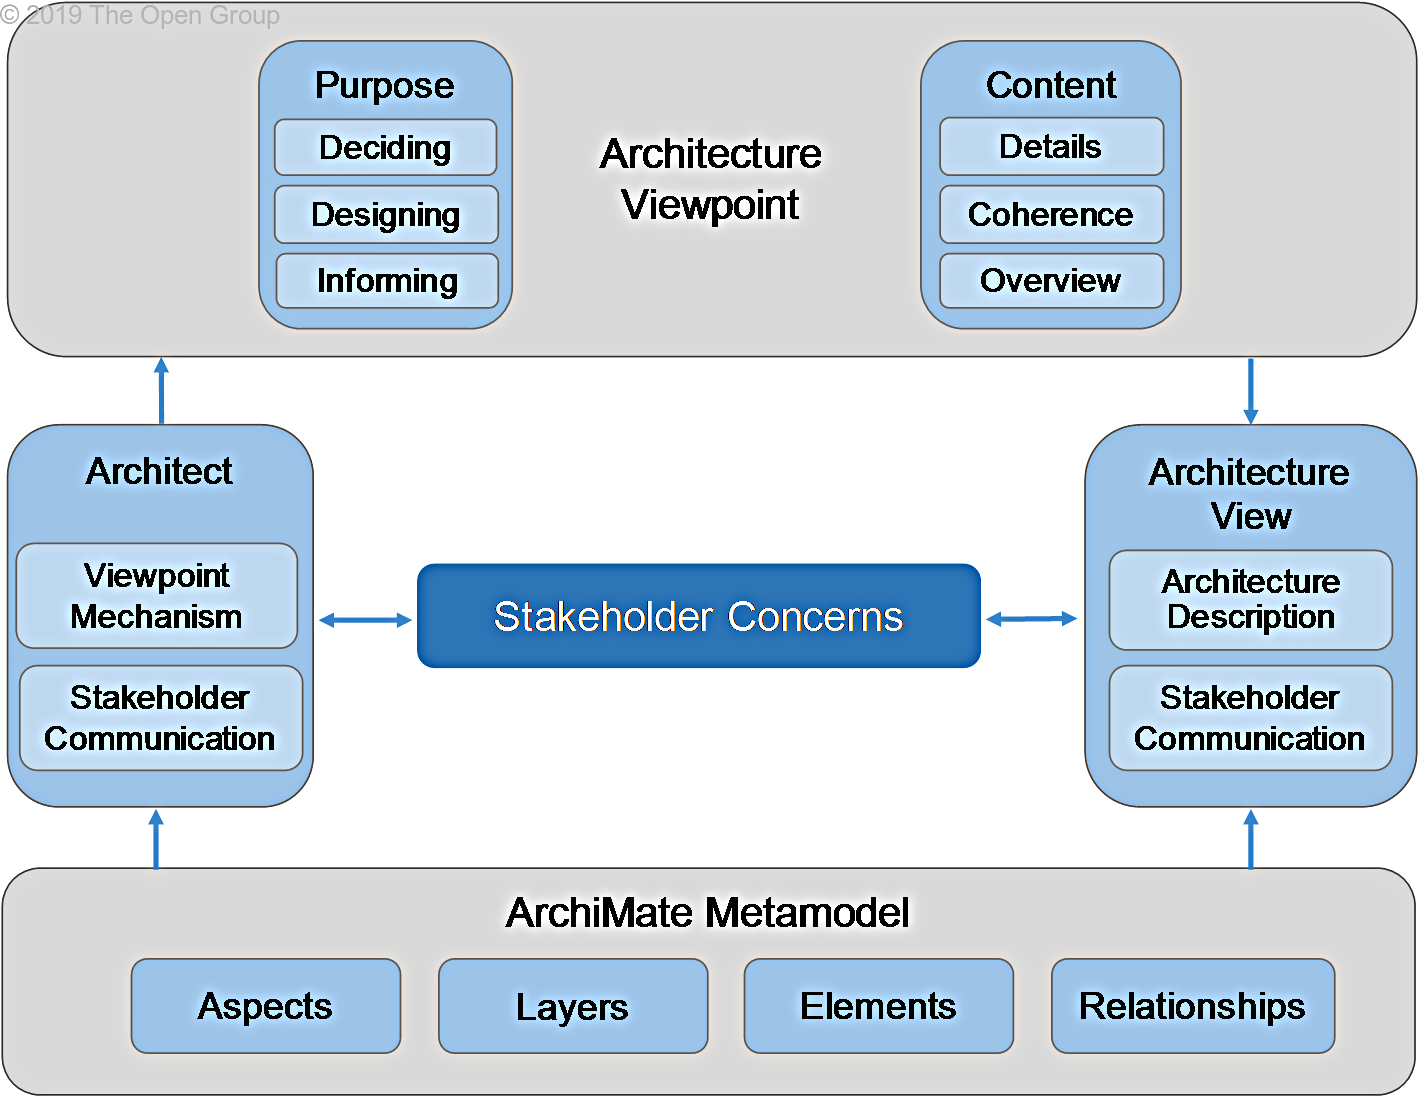 © 2019 The Open Group
Purpose
Deciding
Designing
Informing
Architecture
Viewpoint
Content
Details
Coherence
Overview
Architect
Viewpoint
Mechanism
Stakeholder
Communication
Stakeholder Concerns
Architecture
View
Architecture
Description
Stakeholder
Communication
ArchiMate Metamodel
Aspects
Layers
Elements
Relationships